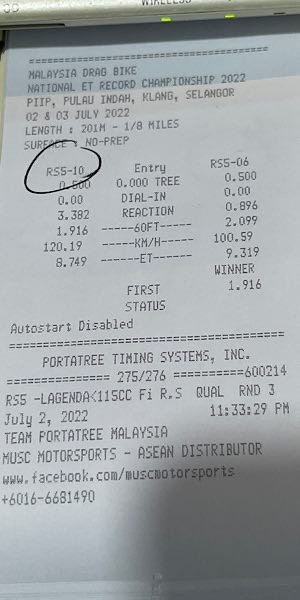 WIRELESS
================================
MALAYSIA DRAG BIKE
NATIONAL ET RECORD CHAMPIONSHIP 2022
PIIP, PULAU INDAH, KLANG, SELANGOR
02 & 03 JULY 2022
LENGTH : 201M - 1/8 MILES
SURFACE : NO-PREP
RS5-10 Entry RS5-06
0.500 0.000 TREE 0.500
0.00 DIAL-IN 0.00
3.382 REACTION 0.896
1.916 -----60FT----- 2.099
120.19 -----KM/H----- 100.59
8.749 ------ET------ 9.319
WINNER
FIRST 1.916
STATUS
Autostart Disabled
========================================
PORTATREE TIMING SYSTEMS, INC.
=============== 275/276 ==========600214
RS5 -LAGENDA<115CC Fi R.S QUAL RND 3
July 2, 2022 11:33:29 PM
TEAM PORTATREE MALAYSIA
MUSC MOTORSPORTS - ASEAN DISTRIBUTOR
www.facebook.com/muscmotorsports
+6016-6681490